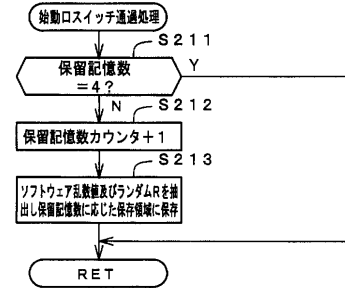 始動口スイッチ通過処理
S211
保留記憶数
=4?
Y
N
S212
保留記憶数カウンタ+1
S213
ソフトウェア乱数値及びランダムRを抽
出し保留記憶数に応じた保存領域に保存
RET